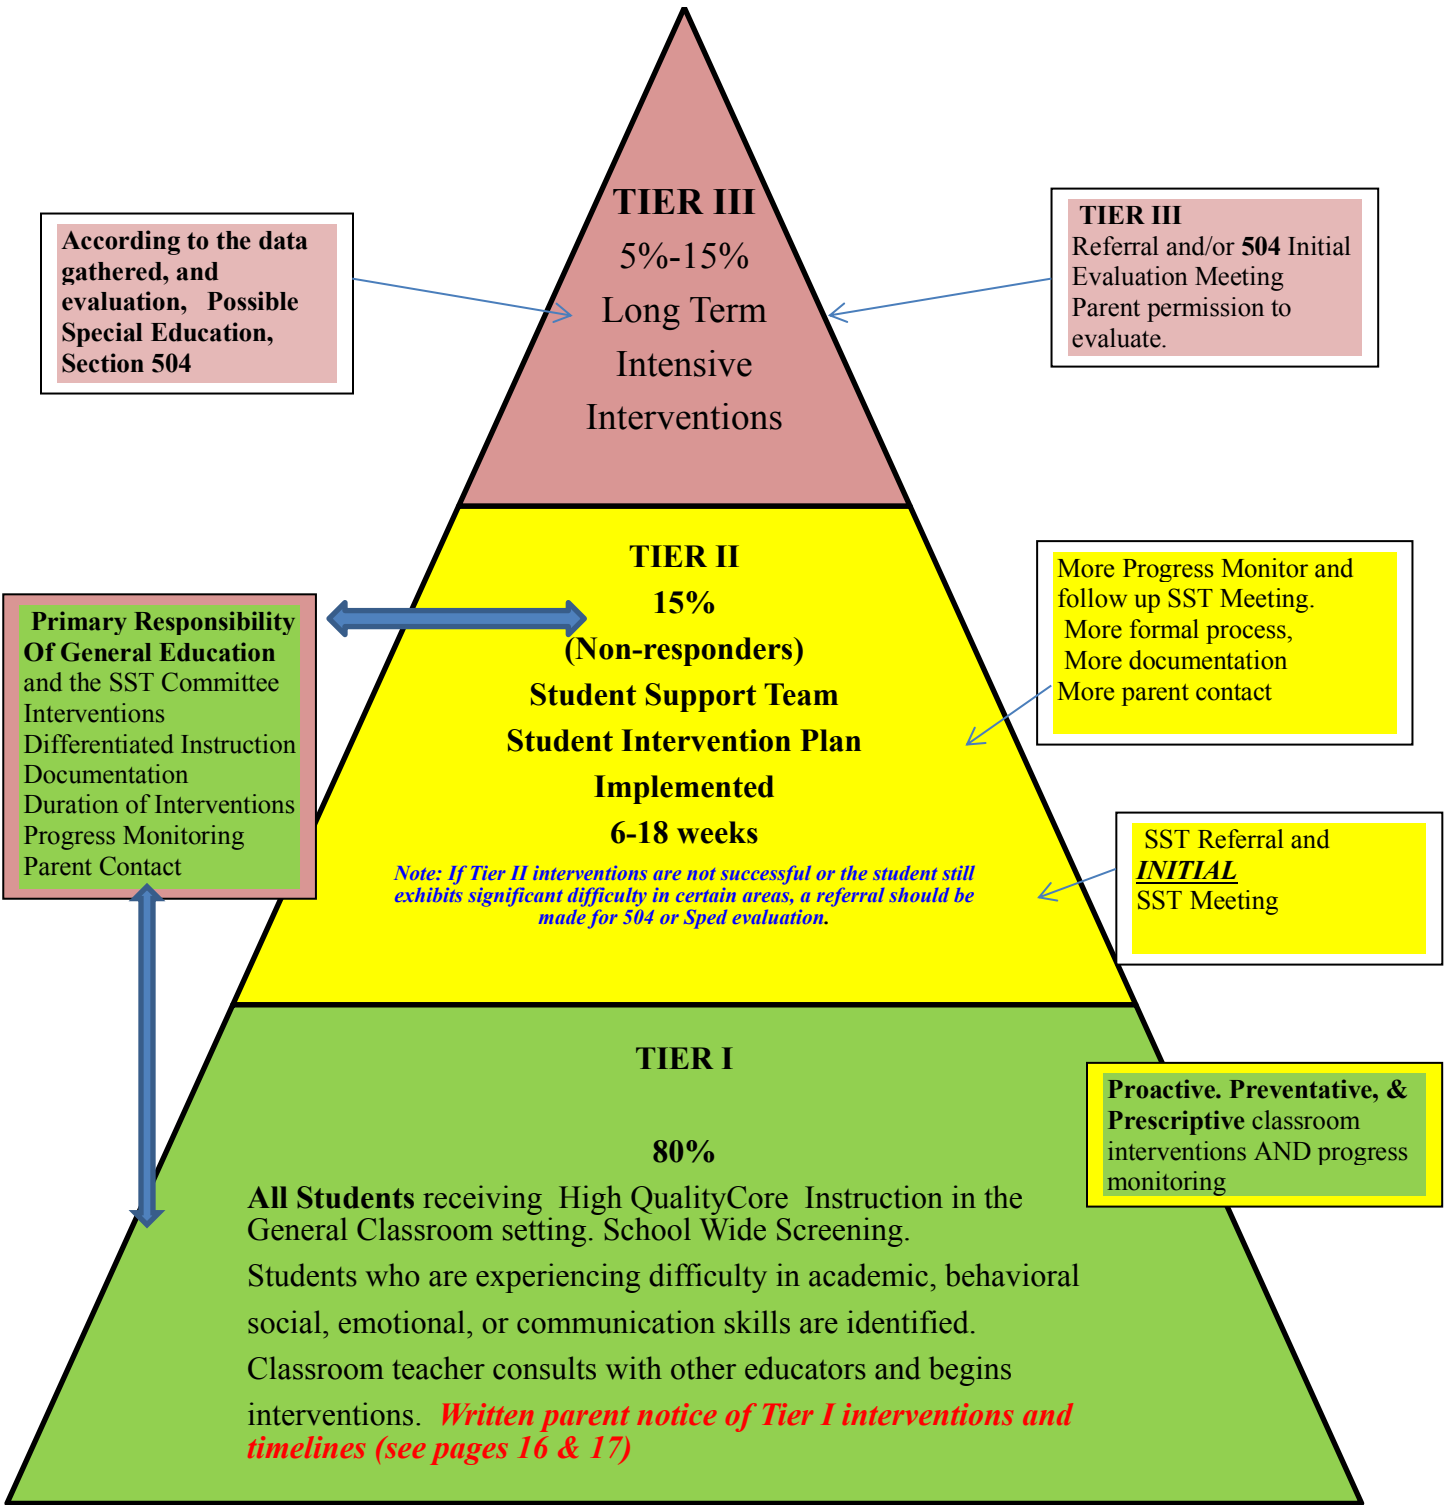 TIER III
5%-15%
Long Term
Intensive
Interventions
According to the data
gathered, and
evaluation, Possible
Special Education,
Section 504
TIER III
Referral and/or 504 Initial
Evaluation Meeting
Parent permission to
evaluate.
TIER II
15%
(Non-responders)
Student Support Team
Student Intervention Plan
Implemented
6-18 weeks
Note: If Tier II interventions are not successful or the student still
exhibits significant difficulty in certain areas, a referral should be
made for 504 or Sped evaluation.
More Progress Monitor and
follow up SST Meeting.
More formal process,
More documentation
More parent contact
Primary Responsibility
Of General Education
and the SST Committee
Interventions
Differentiated Instruction
Documentation
Duration of Interventions
Progress Monitoring
Parent Contact
SST Referral and
INITIAL
SST Meeting
TIER I
80%
All Students receiving High QualityCore Instruction in the
General Classroom setting. School Wide Screening.
Students who are experiencing difficulty in academic, behavioral
social, emotional, or communication skills are identified.
Classroom teacher consults with other educators and begins
interventions. Written parent notice of Tier I interventions and
timelines (see pages 16 & 17)
Proactive. Preventative, &
Prescriptive classroom
interventions AND progress
monitoring